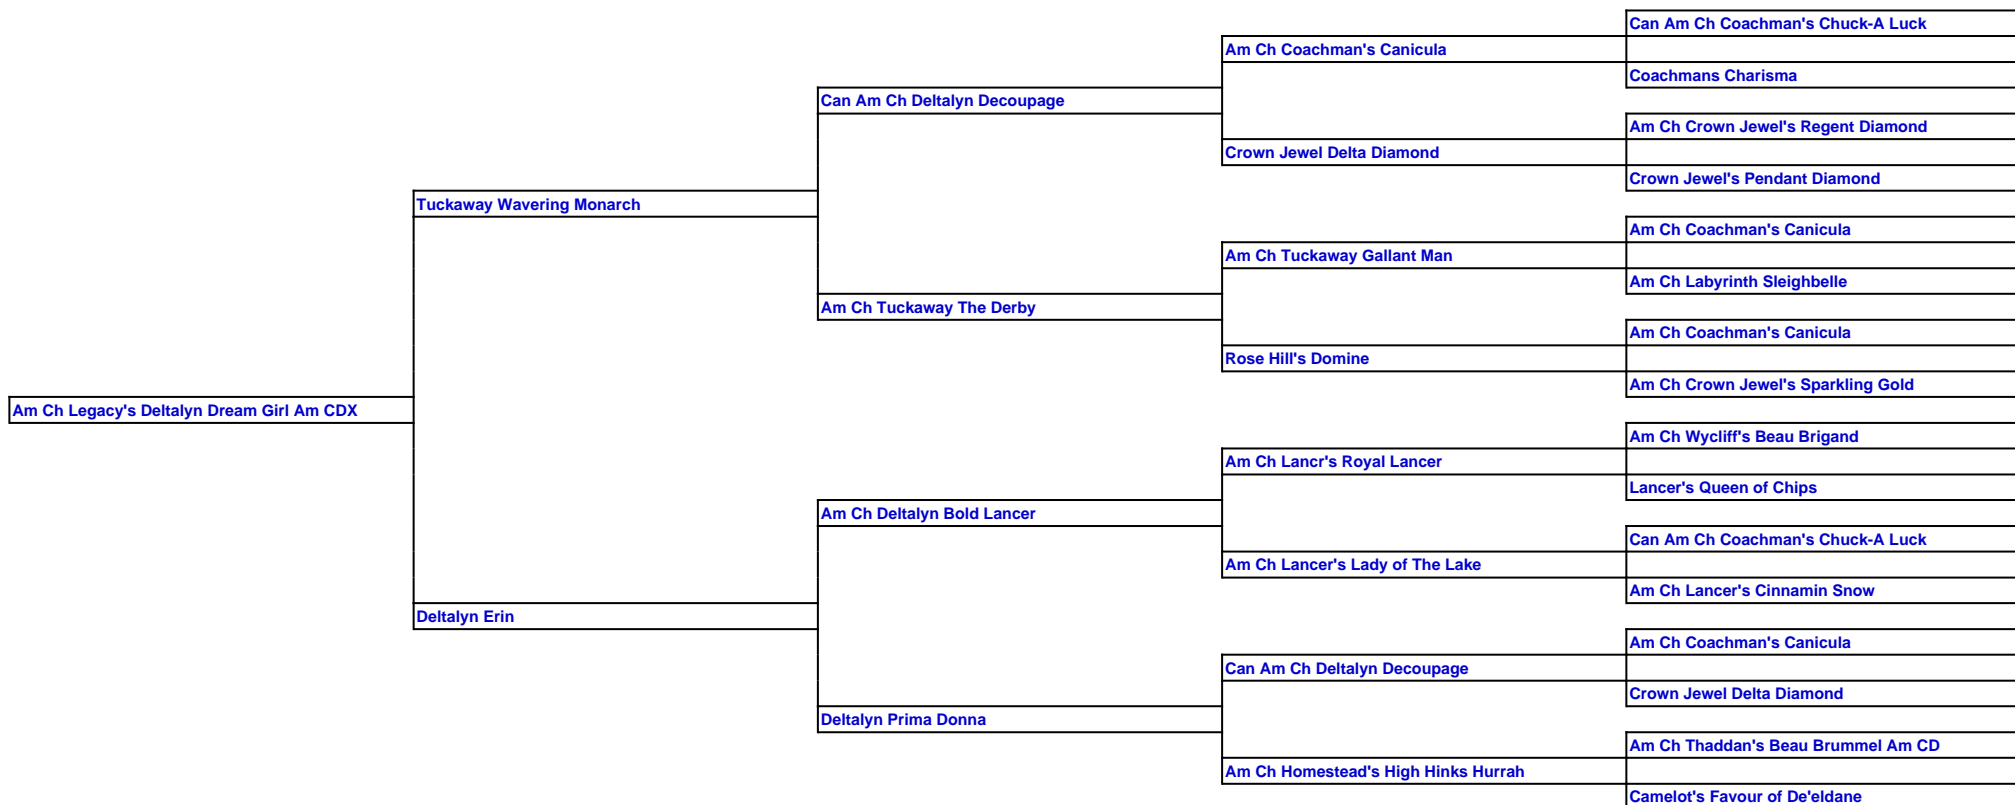 Can Am Ch Coachman's Chuck-A Luck
Am Ch Coachman's Canicula
Coachmans Charisma
Can Am Ch Deltalyn Decoupage
Am Ch Crown Jewel's Regent Diamond
Crown Jewel Delta Diamond
Crown Jewel's Pendant Diamond
Tuckaway Wavering Monarch
Am Ch Coachman's Canicula
Am Ch Tuckaway Gallant Man
Am Ch Labyrinth Sleighbelle
Am Ch Tuckaway The Derby
Am Ch Coachman's Canicula
Rose Hill's Domine
Am Ch Crown Jewel's Sparkling Gold
Am Ch Legacy's Deltalyn Dream Girl Am CDX
Am Ch Wycliff's Beau Brigand
Am Ch Lancr's Royal Lancer
Lancer's Queen of Chips
Am Ch Deltalyn Bold Lancer
Can Am Ch Coachman's Chuck-A Luck
Am Ch Lancer's Lady of The Lake
Am Ch Lancer's Cinnamin Snow
Deltalyn Erin
Am Ch Coachman's Canicula
Can Am Ch Deltalyn Decoupage
Crown Jewel Delta Diamond
Deltalyn Prima Donna
Am Ch Thaddan's Beau Brummel Am CD
Am Ch Homestead's High Hinks Hurrah
Camelot's Favour of De'eldane